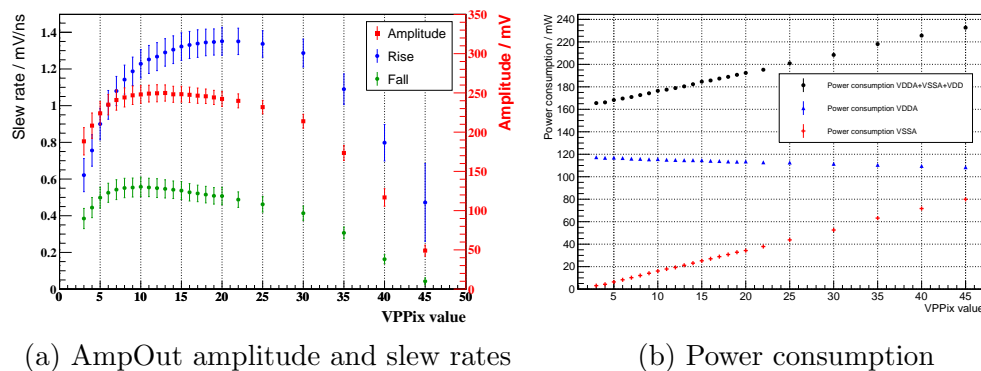 Slew rate / mV/ns
1.4
1.2
1
0.8
0.6
0.4
0.2
0
0 5 10 15 20 25 30 35 40 45 50
VPPix value
Amplitude
Rise
Fall
350
300
250
200
150
100
50
0
Amplitude / mV
(a) AmpOut amplitude and slew rates
Power consumption / mW
240
220
200
180
160
140
120
100
80
60
40
20
0
5 10 15 20 25 30 35 40 45
VPPix value
Power consumption VDDA+VSSA+VDD
Power consumption VDDA
Power consumption VSSA
(b) Power consumption